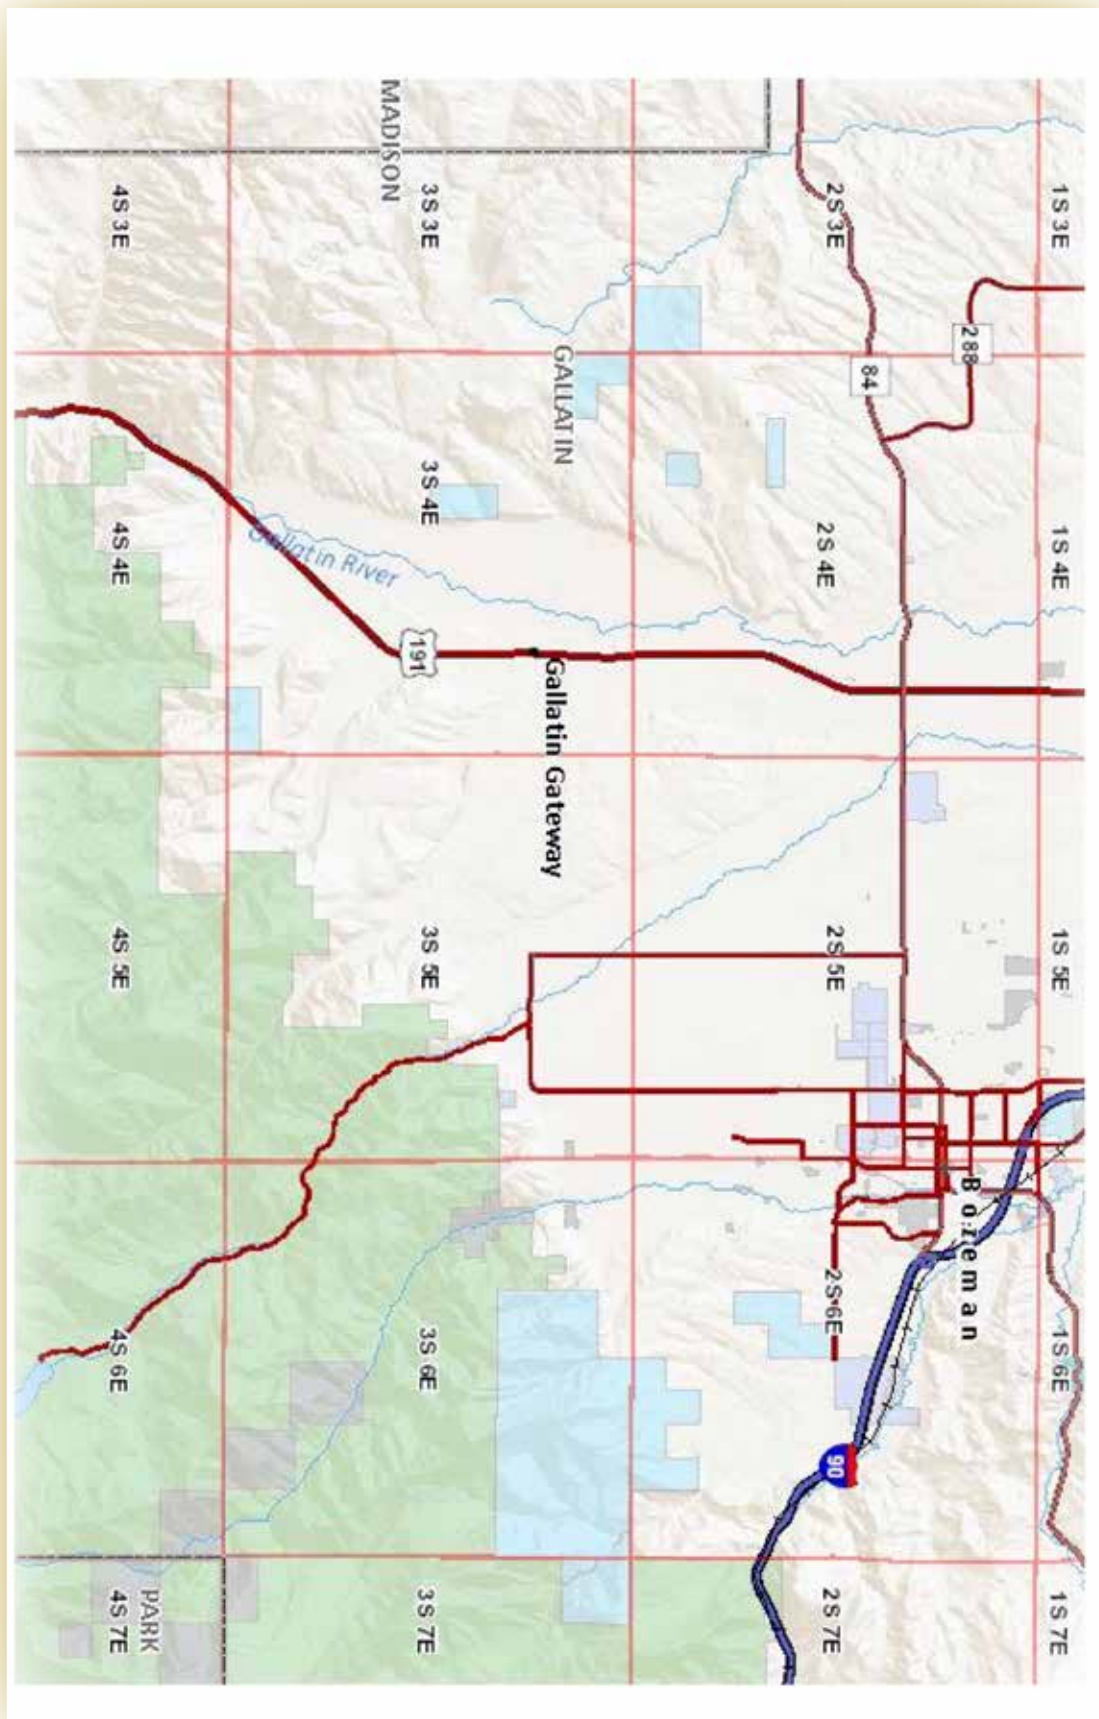 1S 3E
1S 4E
1S 5E
1S 6E
1S 7E
288
Bozeman
84
2S 3E
2S 4E
2S 5E
2S 6E
90
2S 7E
GALLATIN
Gallatin Gateway
3S 3E
3S 4E
191
3S 5E
3S 6E
3S 7E
MADISON
Gallatin River
PARK
4S 3E
4S 4E
4S 5E
4S 6E
4S 7E